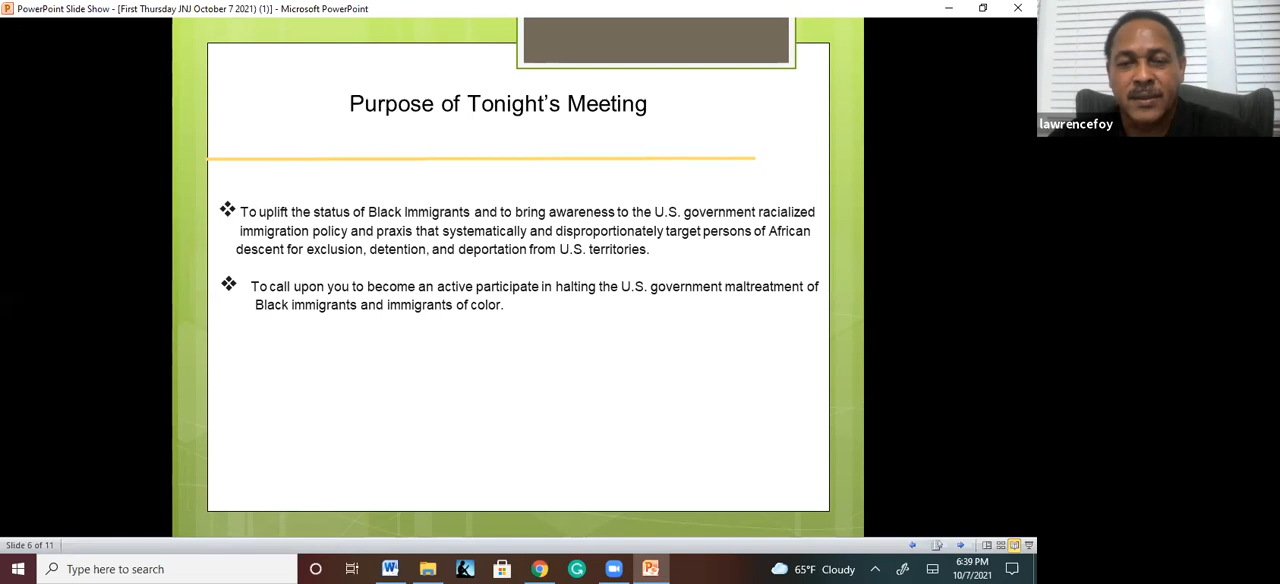 PowerPoint Slide Show - [First Thursday JNJ October 7 2021) (1)] - Microsoft PowerPoint
lawrencefoy
Purpose of Tonight's Meeting
❖ To uplift the status of Black Immigrants and to bring awareness to the U.S. government racialized
immigration policy and praxis that systematically and disproportionately target persons of African
descent for exclusion, detention, and deportation from U.S. territories.
❖ To call upon you to become an active participate in halting the U.S. government maltreatment of
Black immigrants and immigrants of color.
Slide 6 of 11
Type here to search
65°F Cloudy
6:39 PM
10/7/2021